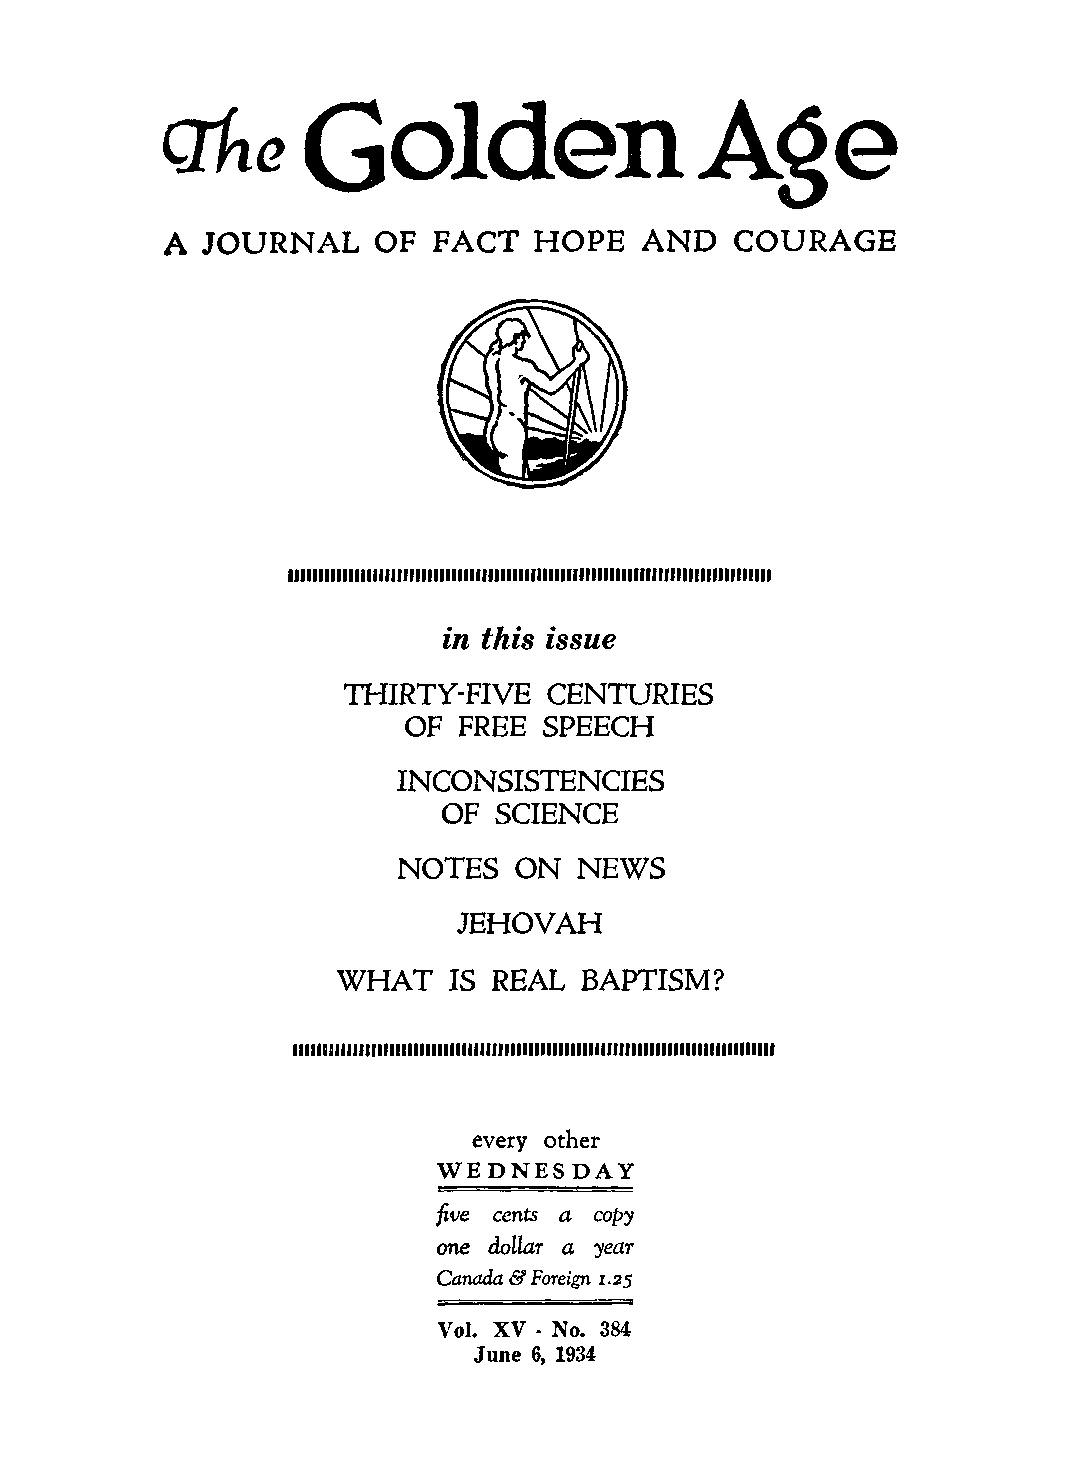 The Golden Age
A JOURNAL OF FACT HOPE AND COURAGE
in this issue
THIRTY-FIVE CENTURIES
OF FREE SPEECH
INCONSISTENCIES
OF SCIENCE
NOTES ON NEWS
JEHOVAH
WHAT IS REAL BAPTISM?
every other
WEDNESDAY
five cents a copy
one dollar a year
Canada & Foreign 1.25
Vol. XV - No. 384
June 6, 1934